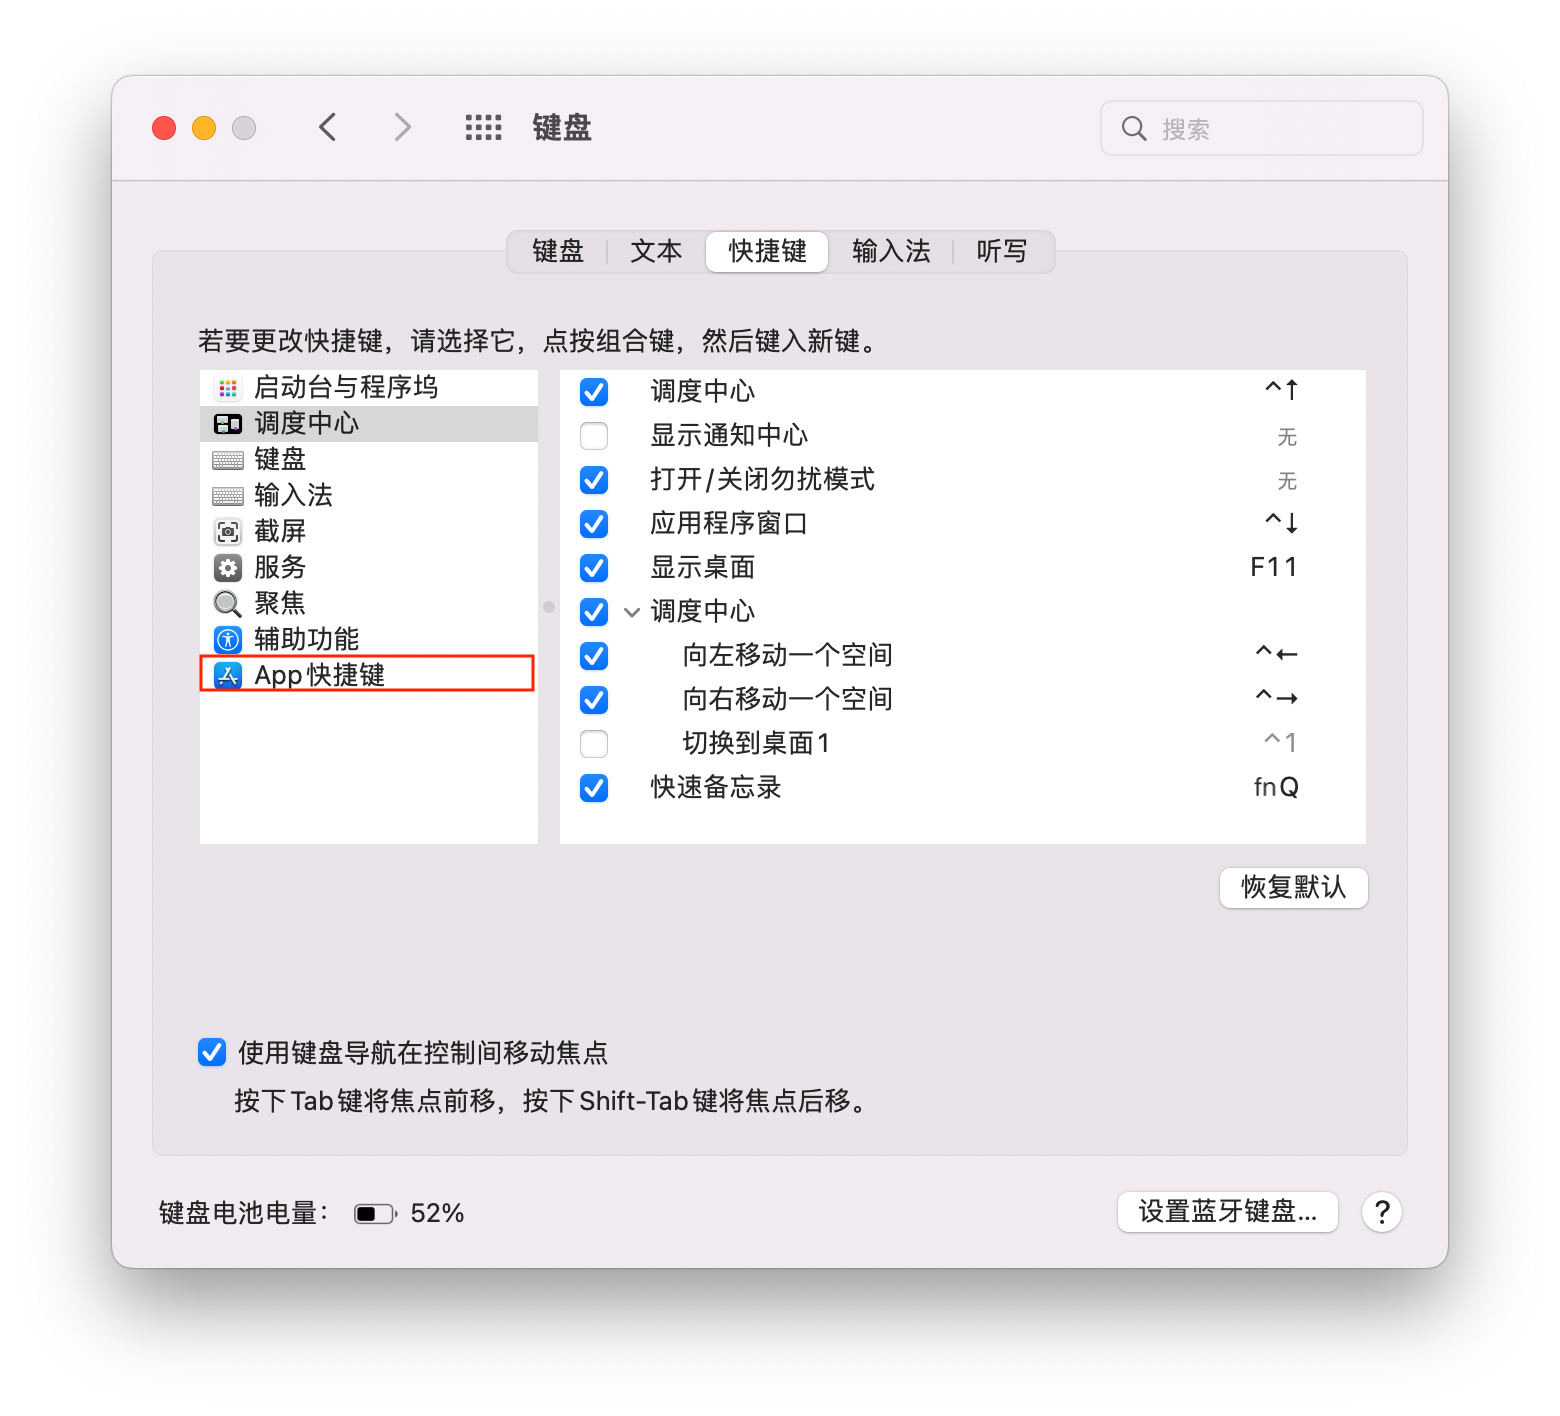 键盘
搜索
键盘 文本 快捷键 输入法 听写
若要更改快捷键，请选择它，点按组合键，然后键入新键。
启动台与程序坞
调度中心
键盘
输入法
截屏
服务
聚焦
辅助功能
App快捷键
调度中心 ^↑
显示通知中心 无
打开/关闭勿扰模式 无
应用程序窗口 ^↓
显示桌面 F11
调度中心
向左移动一个空间 ^←
向右移动一个空间 ^→
切换到桌面1 ^1
快速备忘录 fnQ
恢复默认
使用键盘导航在控制间移动焦点
按下Tab键将焦点前移，按下Shift-Tab键将焦点后移。
键盘电池电量： 52%
设置蓝牙键盘... ?